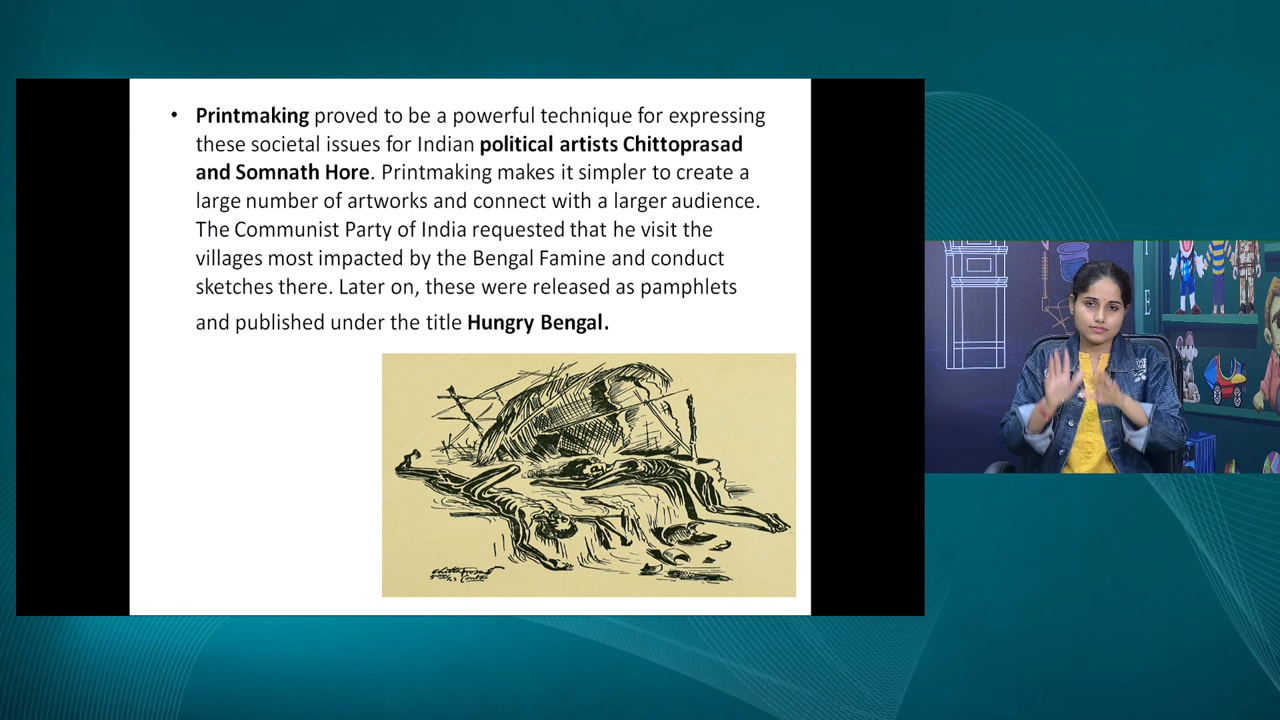 • Printmaking proved to be a powerful technique for expressing
these societal issues for Indian political artists Chittoprasad
and Somnath Hore. Printmaking makes it simpler to create a
large number of artworks and connect with a larger audience.
The Communist Party of India requested that he visit the
villages most impacted by the Bengal Famine and conduct
sketches there. Later on, these were released as pamphlets
and published under the title Hungry Bengal.